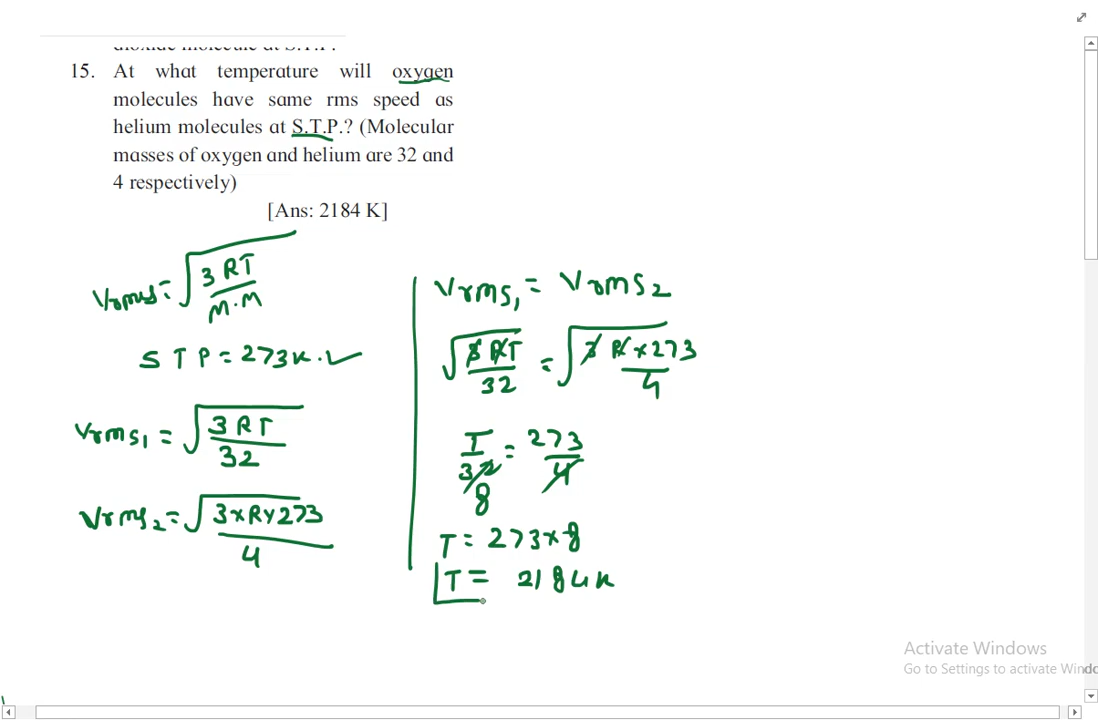 15. At what temperature will oxygen
molecules have same rms speed as
helium molecules at S.T.P.? (Molecular
masses of oxygen and helium are 32 and
4 respectively)
[Ans: 2184 K]
Vrms = √(3RT / M.M)
S T P = 273K. ✓
Vrms₁ = √(3RT / 32)
Vrms₂ = √(3×R×273 / 4)
Vrms₁ = Vrms₂
√(3RT / 32) = √(3R×273 / 4)
T / 32 = 273 / 4
8
T = 273×8
T = 2184K
Activate Windows
Go to Settings to activate Windo